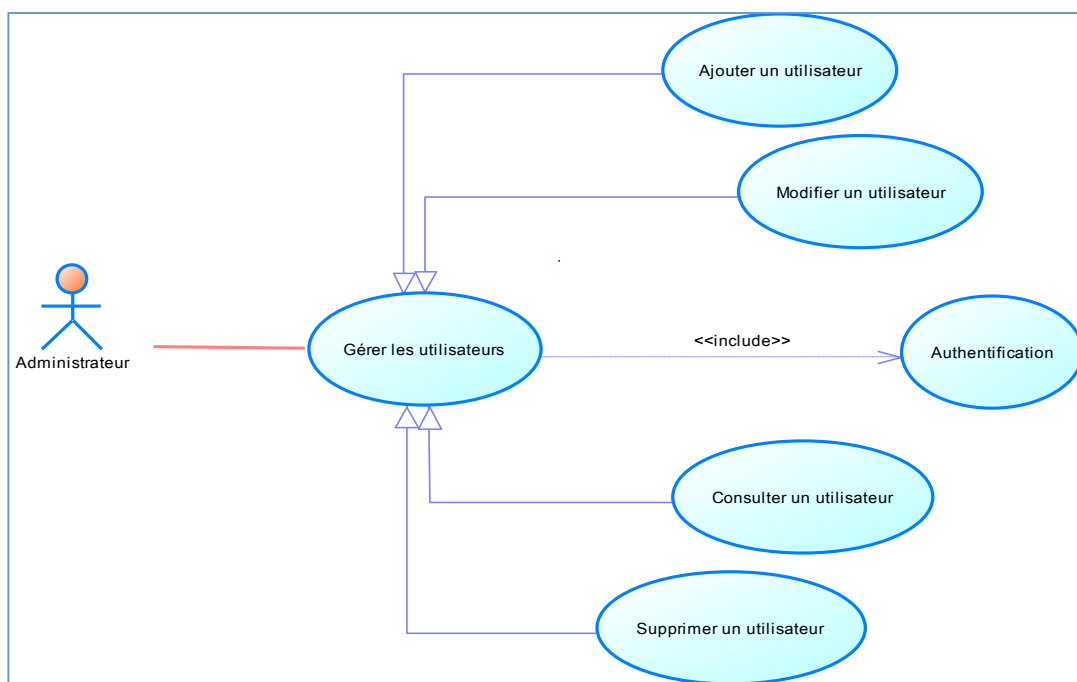 Ajouter un utilisateur
Modifier un utilisateur
Administrateur
Gérer les utilisateurs
<<include>>
Authentification
Consulter un utilisateur
Supprimer un utilisateur